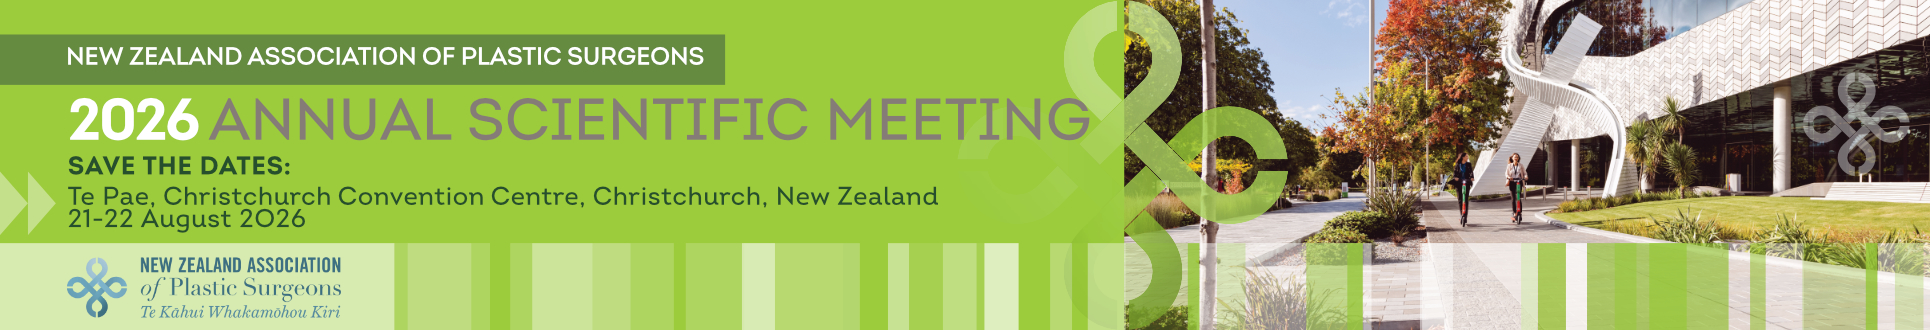 NEW ZEALAND ASSOCIATION OF PLASTIC SURGEONS
2026 ANNUAL SCIENTIFIC MEETING
SAVE THE DATES:
Te Pae, Christchurch Convention Centre, Christchurch, New Zealand
21-22 August 2026
NEW ZEALAND ASSOCIATION
of Plastic Surgeons
Te Kāhui Whakamōhou Kiri